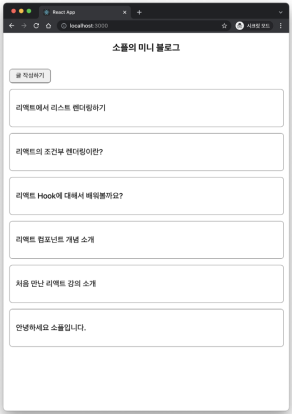 React App
localhost:3000
시크릿 모드
소플의 미니 블로그
글 작성하기
리액트에서 리스트 렌더링하기
리액트의 조건부 렌더링이란?
리액트 Hook에 대해서 배워볼까요?
리액트 컴포넌트 개념 소개
처음 만난 리액트 강의 소개
안녕하세요 소플입니다.